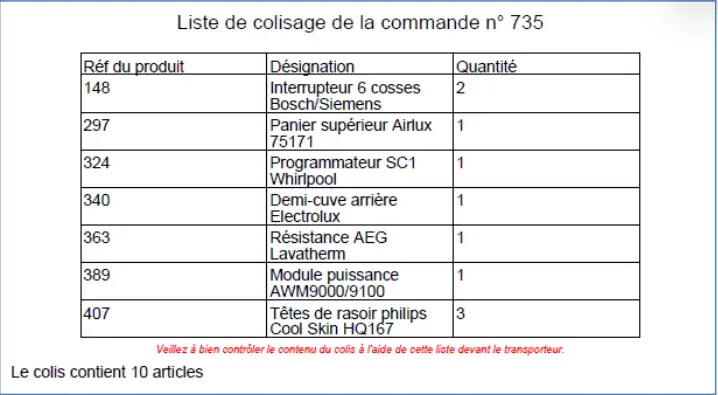 Liste de colisage de la commande n° 735
Réf du produit Désignation Quantité
148 Interrupteur 6 cosses 2
Bosch/Siemens
297 Panier supérieur Airlux 1
75171
324 Programmateur SC1 1
Whirlpool
340 Demi-cuve arrière 1
Electrolux
363 Résistance AEG 1
Lavatherm
389 Module puissance 1
AWM9000/9100
407 Têtes de rasoir philips 3
Cool Skin HQ167
Veillez à bien contrôler le contenu du colis à l'aide de cette liste devant le transporteur.
Le colis contient 10 articles